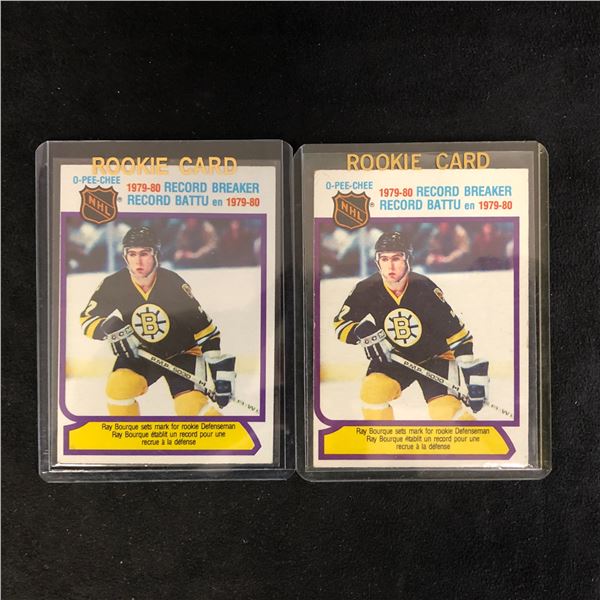 ROOKIE CARD
O-PEE-CHEE
NHL
®
1979-80 RECORD BREAKER
RECORD BATTU en 1979-80
7
B
Ray Bourque sets mark for rookie Defenseman
Ray Bourque établit un record pour une
recrue à la défense
ROOKIE CARD
O-PEE-CHEE
NHL
®
1979-80 RECORD BREAKER
RECORD BATTU en 1979-80
7
B
Ray Bourque sets mark for rookie Defenseman
Ray Bourque établit un record pour une
recrue à la défense